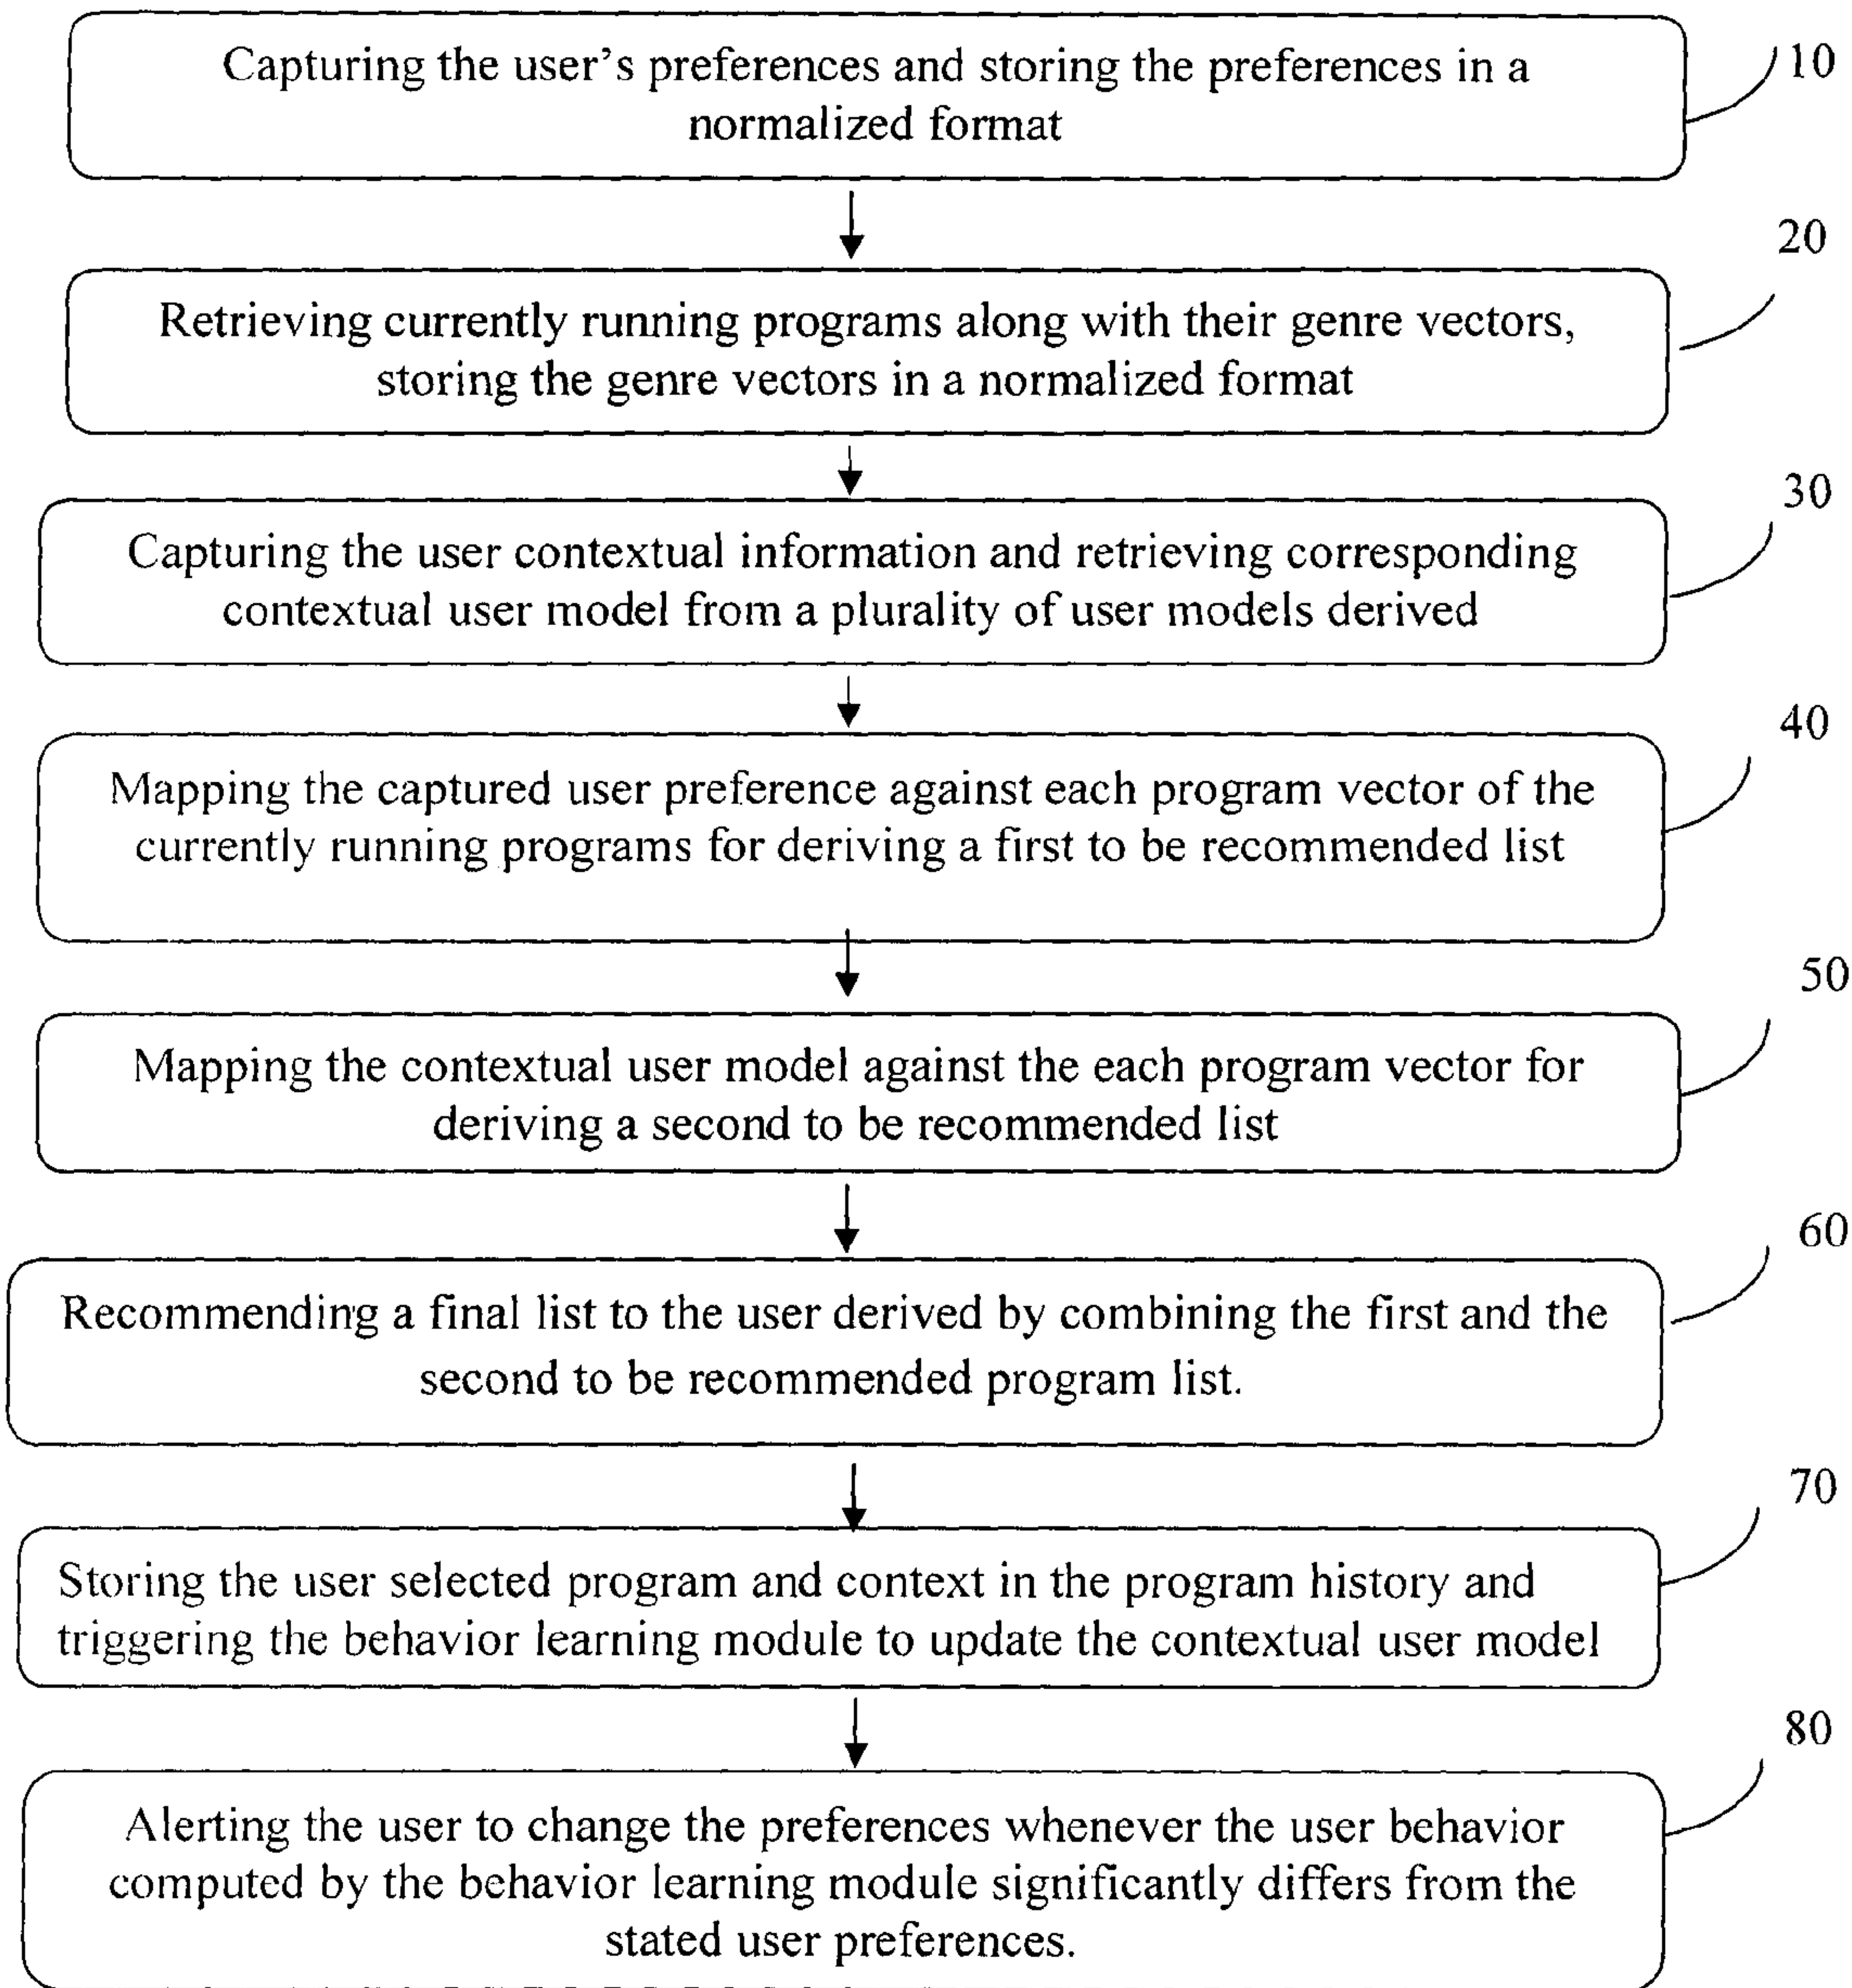 Capturing the user's preferences and storing the preferences in a
normalized format
10
20
Retrieving currently running programs along with their genre vectors,
storing the genre vectors in a normalized format
30
Capturing the user contextual information and retrieving corresponding
contextual user model from a plurality of user models derived
40
Mapping the captured user preference against each program vector of the
currently running programs for deriving a first to be recommended list
50
Mapping the contextual user model against the each program vector for
deriving a second to be recommended list
60
Recommending a final list to the user derived by combining the first and the
second to be recommended program list.
70
Storing the user selected program and context in the program history and
triggering the behavior learning module to update the contextual user model
80
Alerting the user to change the preferences whenever the user behavior
computed by the behavior learning module significantly differs from the
stated user preferences.